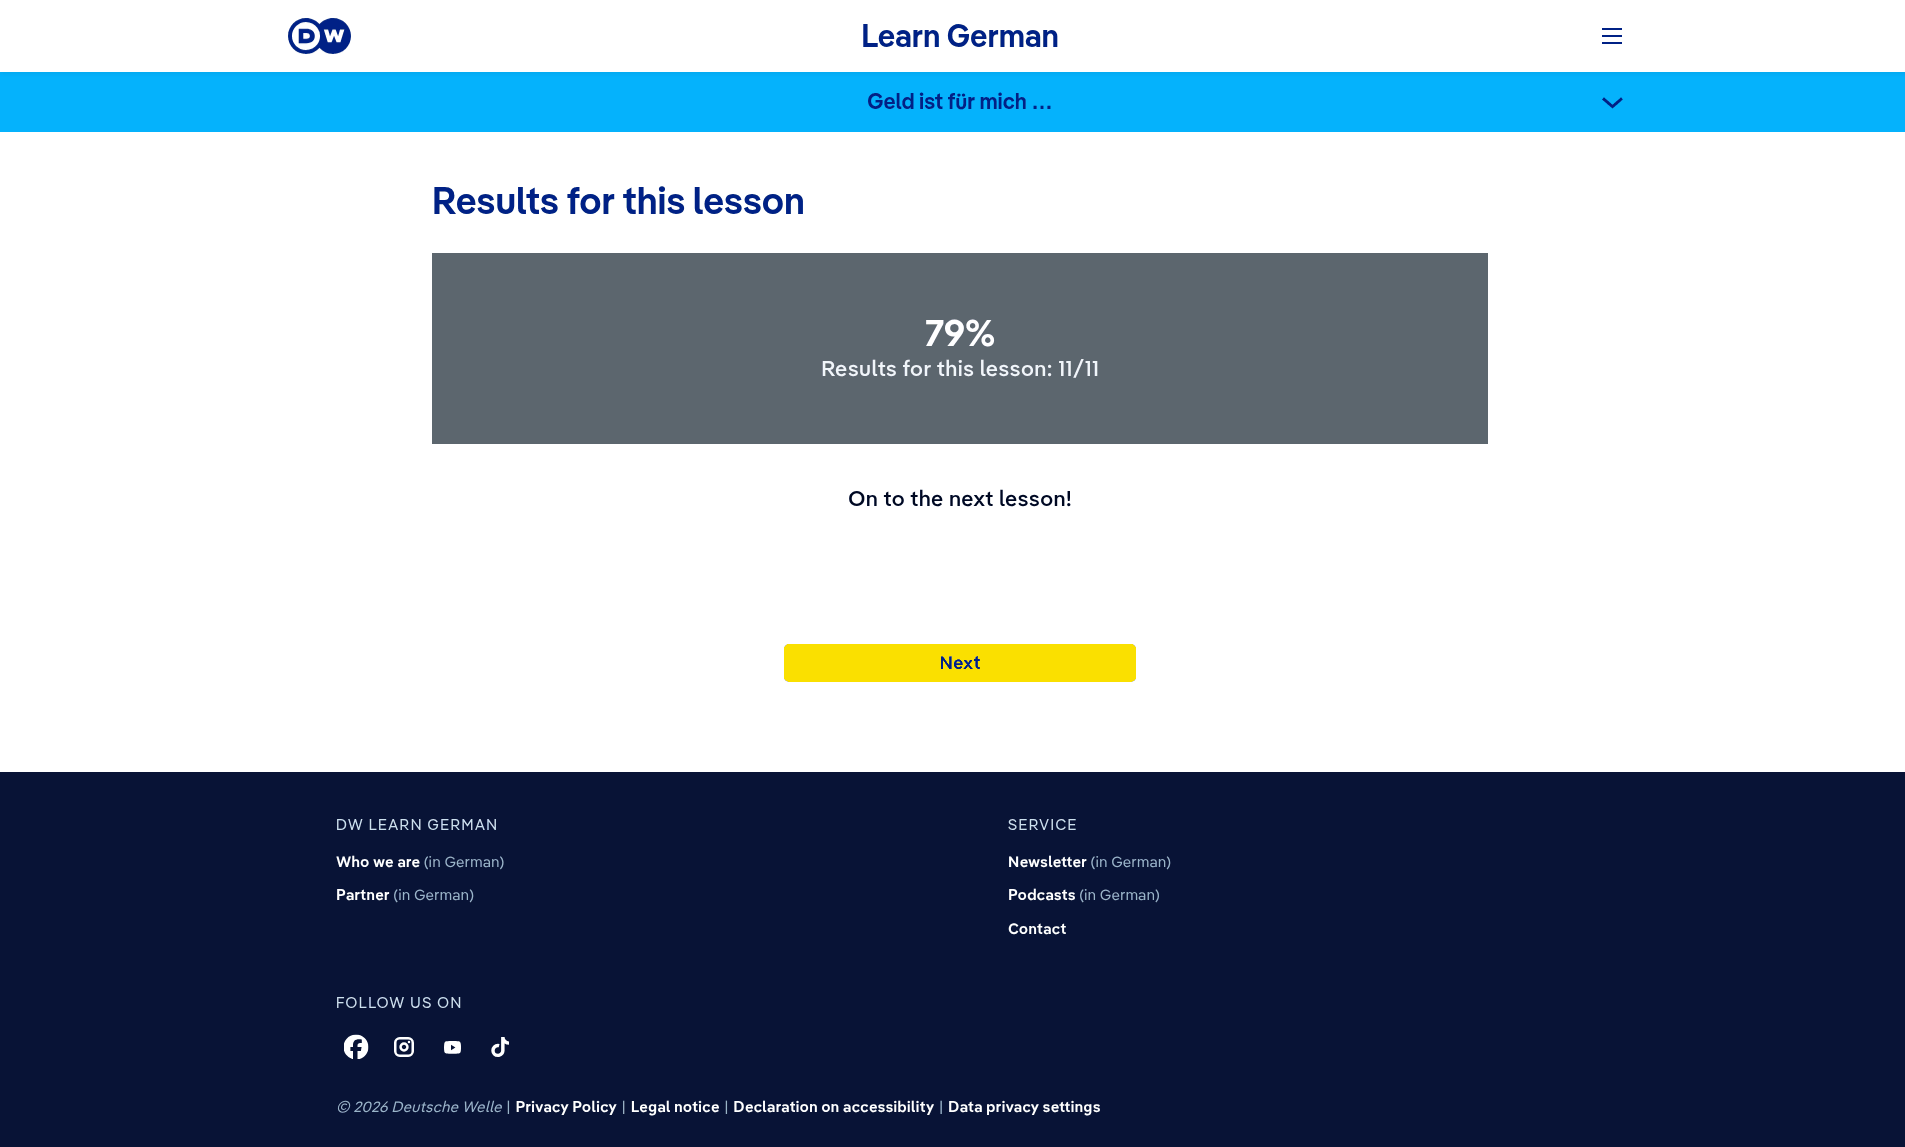 DW
Learn German
Geld ist für mich …
Results for this lesson
79%
Results for this lesson: 11/11
On to the next lesson!
Next
DW LEARN GERMAN
Who we are (in German)
Partner (in German)
SERVICE
Newsletter (in German)
Podcasts (in German)
Contact
FOLLOW US ON
© 2026 Deutsche Welle | Privacy Policy | Legal notice | Declaration on accessibility | Data privacy settings